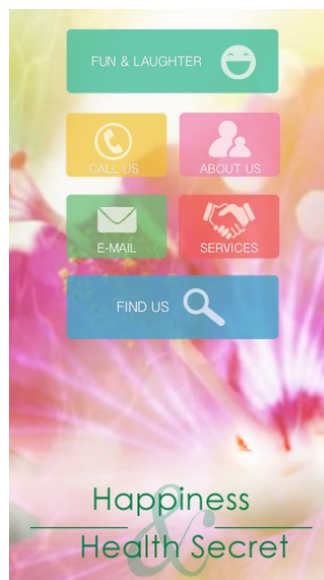 FUN & LAUGHTER
CALL US
ABOUT US
E-MAIL
SERVICES
FIND US
Happiness
&
Health Secret